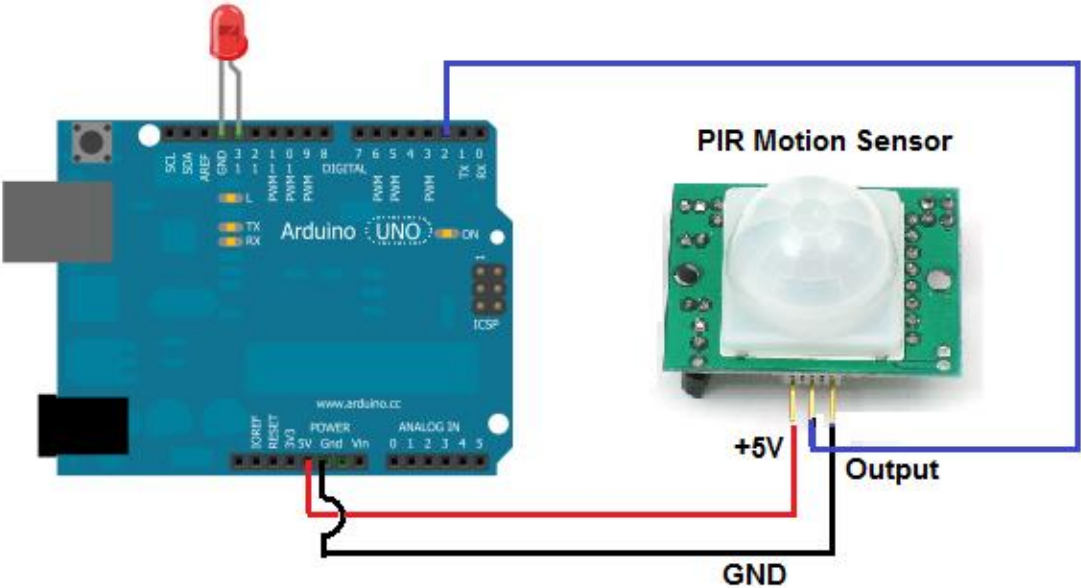 PIR Motion Sensor
SCL
SDA
AREF
GND
13
12
PWM 11
PWM 10
PWM 9
8
DIGITAL
7
PWM 6
PWM 5
4
PWM 3
2
TX 1
RX 0
L
TX
RX
Arduino UNO
ON
1
ICSP
www.arduino.cc
POWER
ANALOG IN
IOREF
RESET
3V3
5V Gnd Vin
0 1 2 3 4 5
+5V
Output
GND